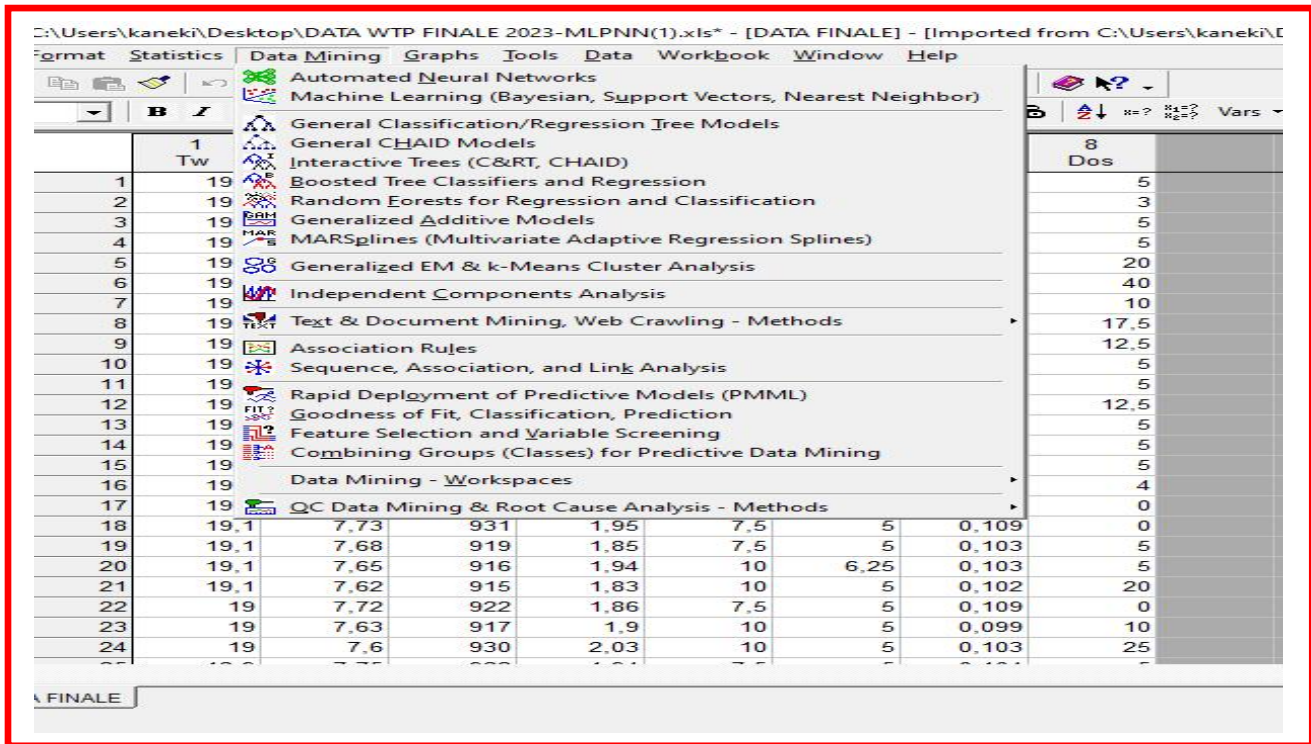 C:\Users\kaneki\Desktop\DATA WTP FINALE 2023-MLPNN(1).xls* - [DATA FINALE] - [Imported from C:\Users\kaneki\
Format Statistics Data Mining Graphs Tools Data Workbook Window Help
Automated Neural Networks
Machine Learning (Bayesian, Support Vectors, Nearest Neighbor)
B I x=? Vars
General Classification/Regression Tree Models
1 General CHAID Models 8
Tw Interactive Trees (C&RT, CHAID) Dos
1 19 Boosted Tree Classifiers and Regression 5
2 19 Random Forests for Regression and Classification 3
3 19 GAM Generalized Additive Models 5
4 19 MAR S MARSplines (Multivariate Adaptive Regression Splines) 5
5 19 Generalized EM & k-Means Cluster Analysis 20
6 19 40
7 19 Independent Components Analysis 10
8 19 TEXT Text & Document Mining, Web Crawling - Methods 17,5
9 19 Association Rules 12,5
10 19 Sequence, Association, and Link Analysis 5
11 19 Rapid Deployment of Predictive Models (PMML) 5
12 19 FIT? Goodness of Fit, Classification, Prediction 12,5
13 19 Feature Selection and Variable Screening 5
14 19 Combining Groups (Classes) for Predictive Data Mining 5
15 19 5
16 19 Data Mining - Workspaces 4
17 19 QC Data Mining & Root Cause Analysis - Methods 0
18 19,1 7,73 931 1,95 7,5 5 0,109 0
19 19,1 7,68 919 1,85 7,5 5 0,103 5
20 19,1 7,65 916 1,94 10 6,25 0,103 5
21 19,1 7,62 915 1,83 10 5 0,102 20
22 19 7,72 922 1,86 7,5 5 0,109 0
23 19 7,63 917 1,9 10 5 0,099 10
24 19 7,6 930 2,03 10 5 0,103 25
FINALE